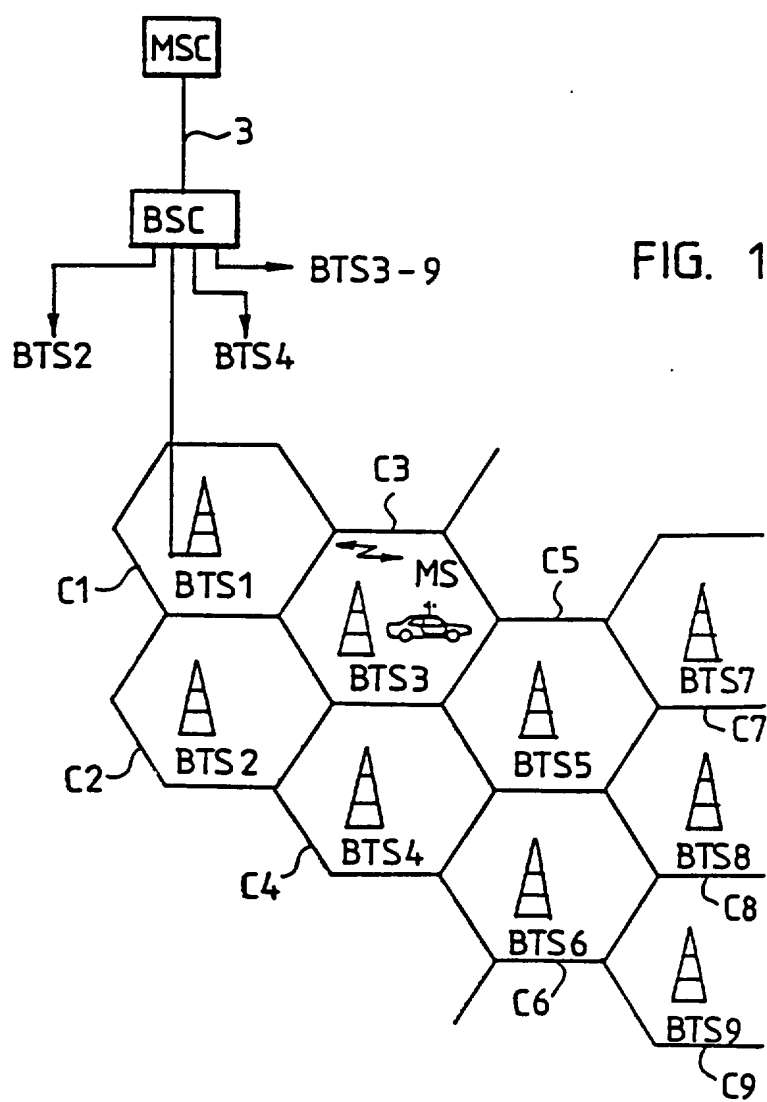 MSC
3
BSC
BTS3-9
FIG. 1
BTS2
BTS4
C3
C5
MS
C1
BTS1
BTS3
BTS7
C7
C2
BTS2
BTS5
C4
BTS4
BTS8
C8
BTS6
C6
BTS9
C9